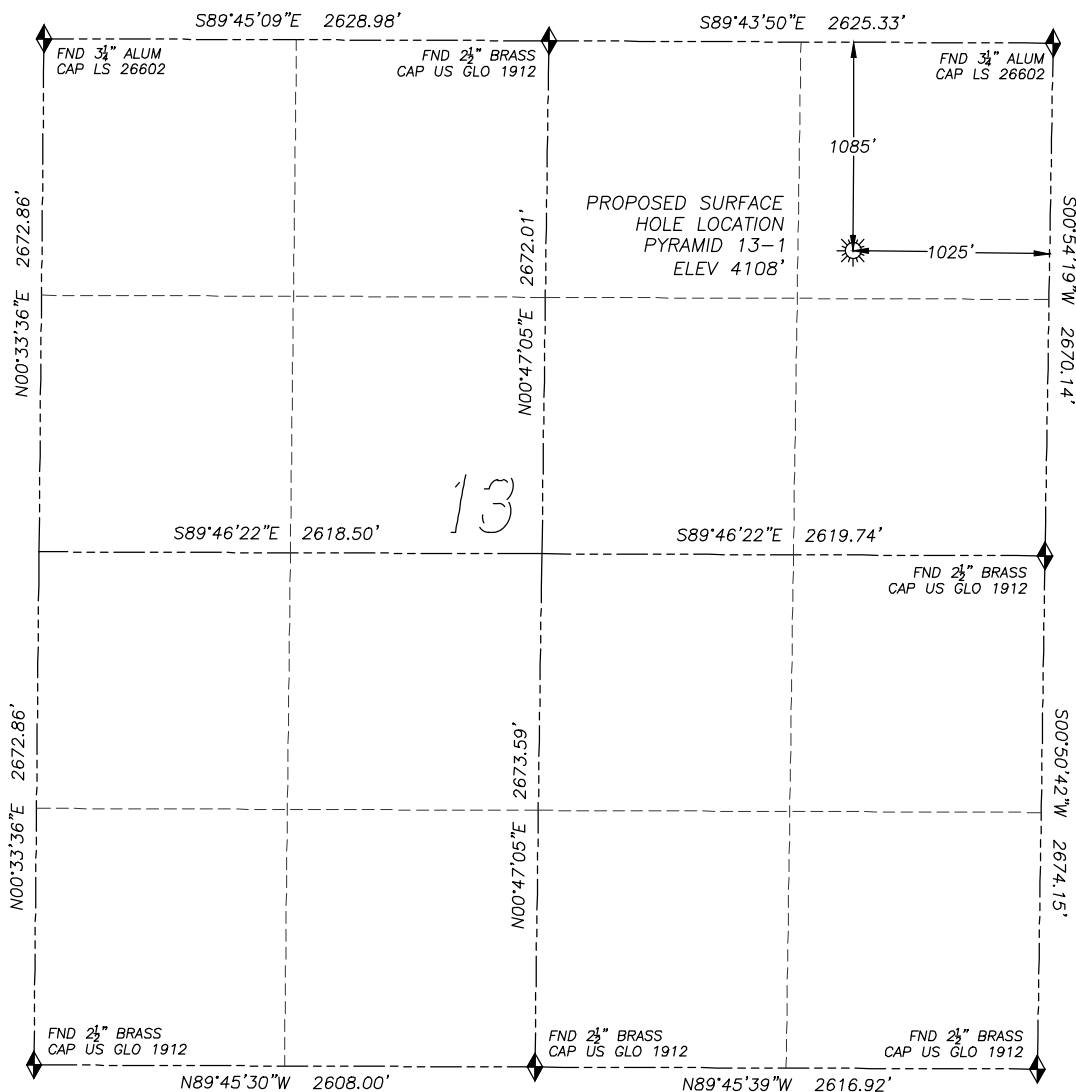 S89°45'09"E 2628.98'
S89°43'50"E 2625.33'
FND 3¼" ALUM
CAP LS 26602
FND 2½" BRASS
CAP US GLO 1912
FND 3¼" ALUM
CAP LS 26602
1085'
PROPOSED SURFACE
HOLE LOCATION
PYRAMID 13-1
ELEV 4108'
1025'
N00°33'36"E 2672.86'
N00°47'05"E 2672.01'
S00°54'19"W 2670.14'
13
S89°46'22"E 2618.50'
S89°46'22"E 2619.74'
FND 2½" BRASS
CAP US GLO 1912
N00°33'36"E 2672.86'
N00°47'05"E 2673.59'
S00°50'42"W 2674.15'
FND 2½" BRASS
CAP US GLO 1912
FND 2½" BRASS
CAP US GLO 1912
FND 2½" BRASS
CAP US GLO 1912
N89°45'30"W 2608.00'
N89°45'39"W 2616.92'